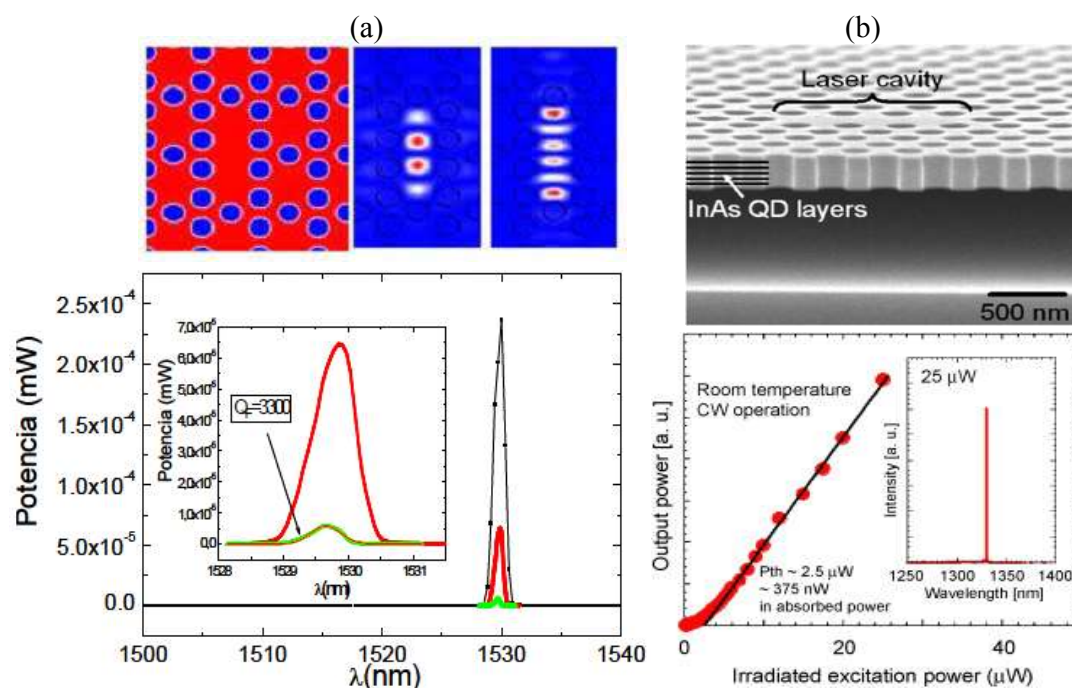 (a)
(b)
Laser cavity
InAs QD layers
500 nm
Potencia (mW)
2.5x10-4
2.0x10-4
1.5x10-4
1.0x10-4
5.0x10-5
0.0
1500
1510
1520
1530
1540
λ(nm)
Potencia (mW)
0,0
1528
1529
1530
1531
λ(nm)
Room temperature
CW operation
Pth ~ 2.5 μW
~ 375 nW
in absorbed power
Output power [a. u.]
0
20
40
Irradiated excitation power (μW)
25 μW
Intensity [a. u.]
1250
1300
1350
1400
Wavelength [nm]